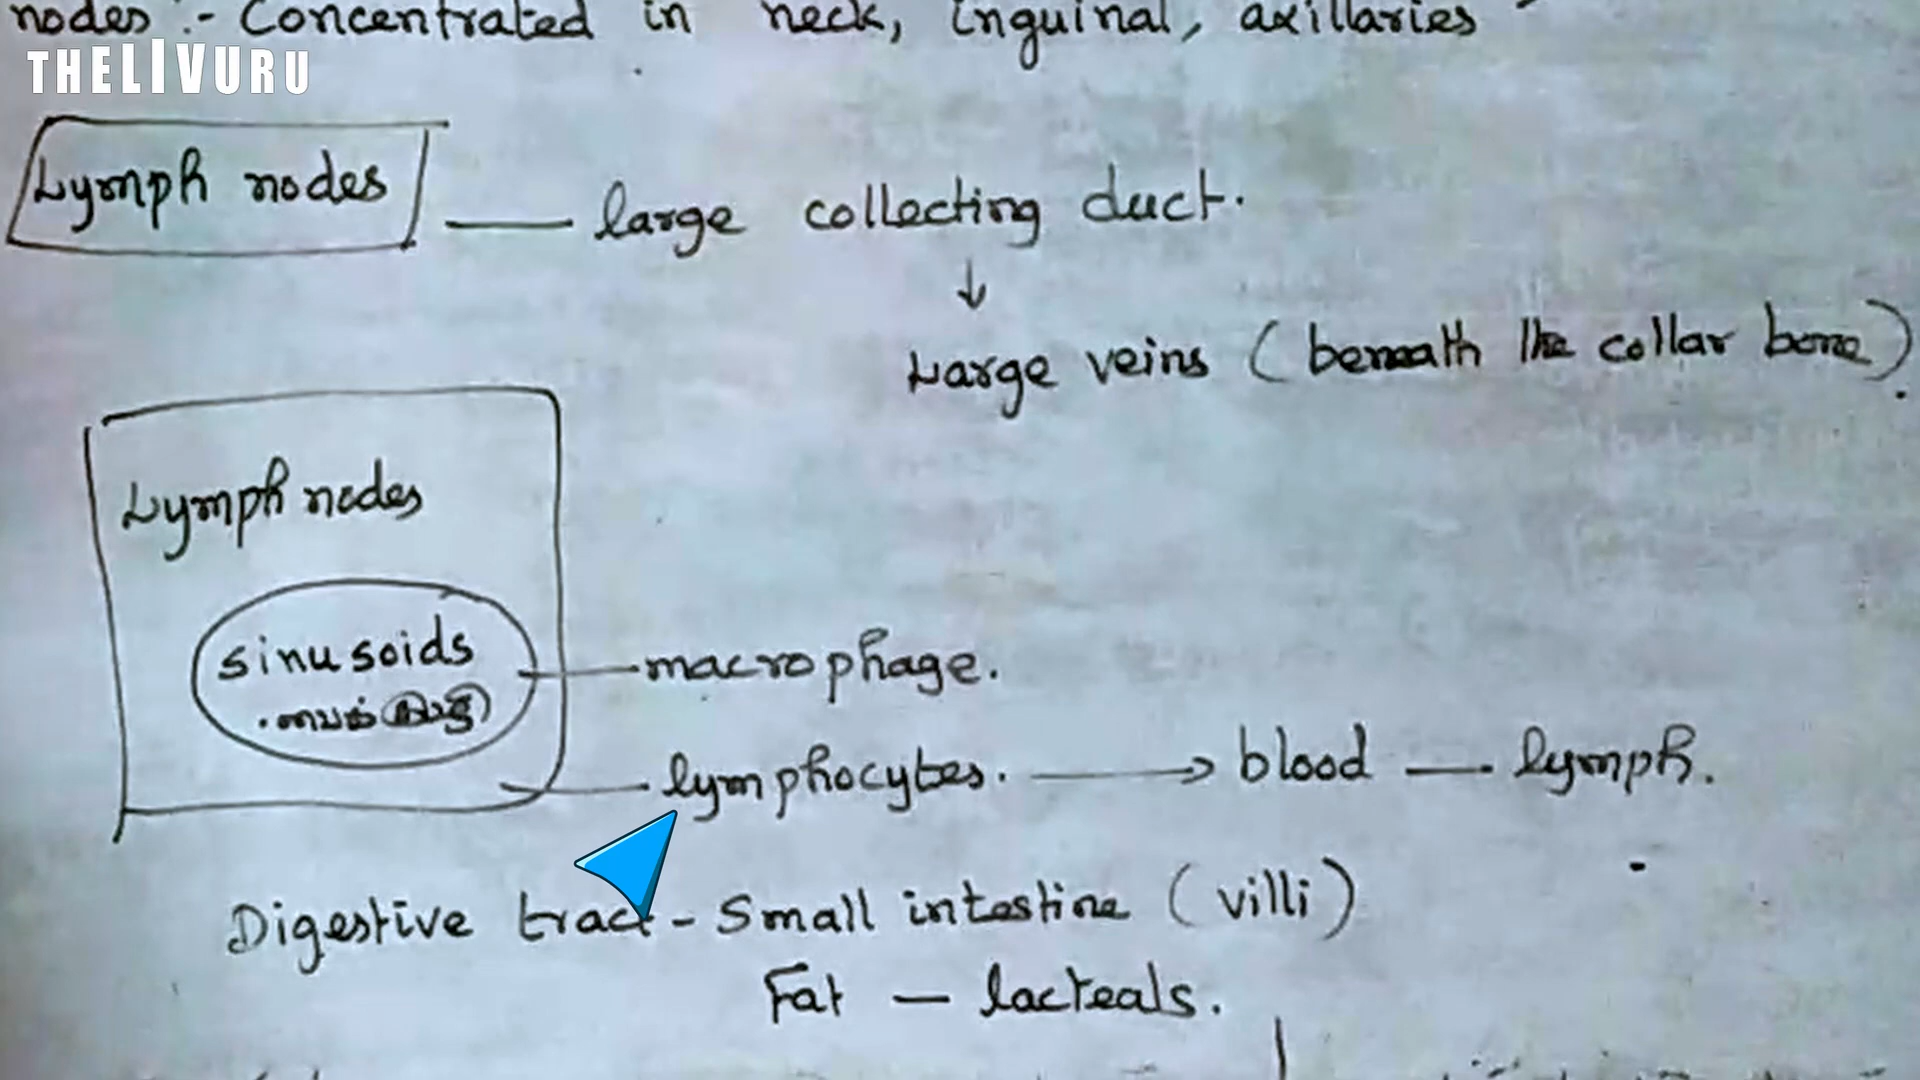 nodes :- Concentrated in neck, inguinal, axillaries
THELIVURU
Lymph nodes — large collecting duct.
↓
Large veins (beneath the collar bone).
Lymph nodes
sinusoids — macrophage.
lymphocytes. → blood — lymph.
Digestive tract - Small intestine (villi)
Fat — lacteals.